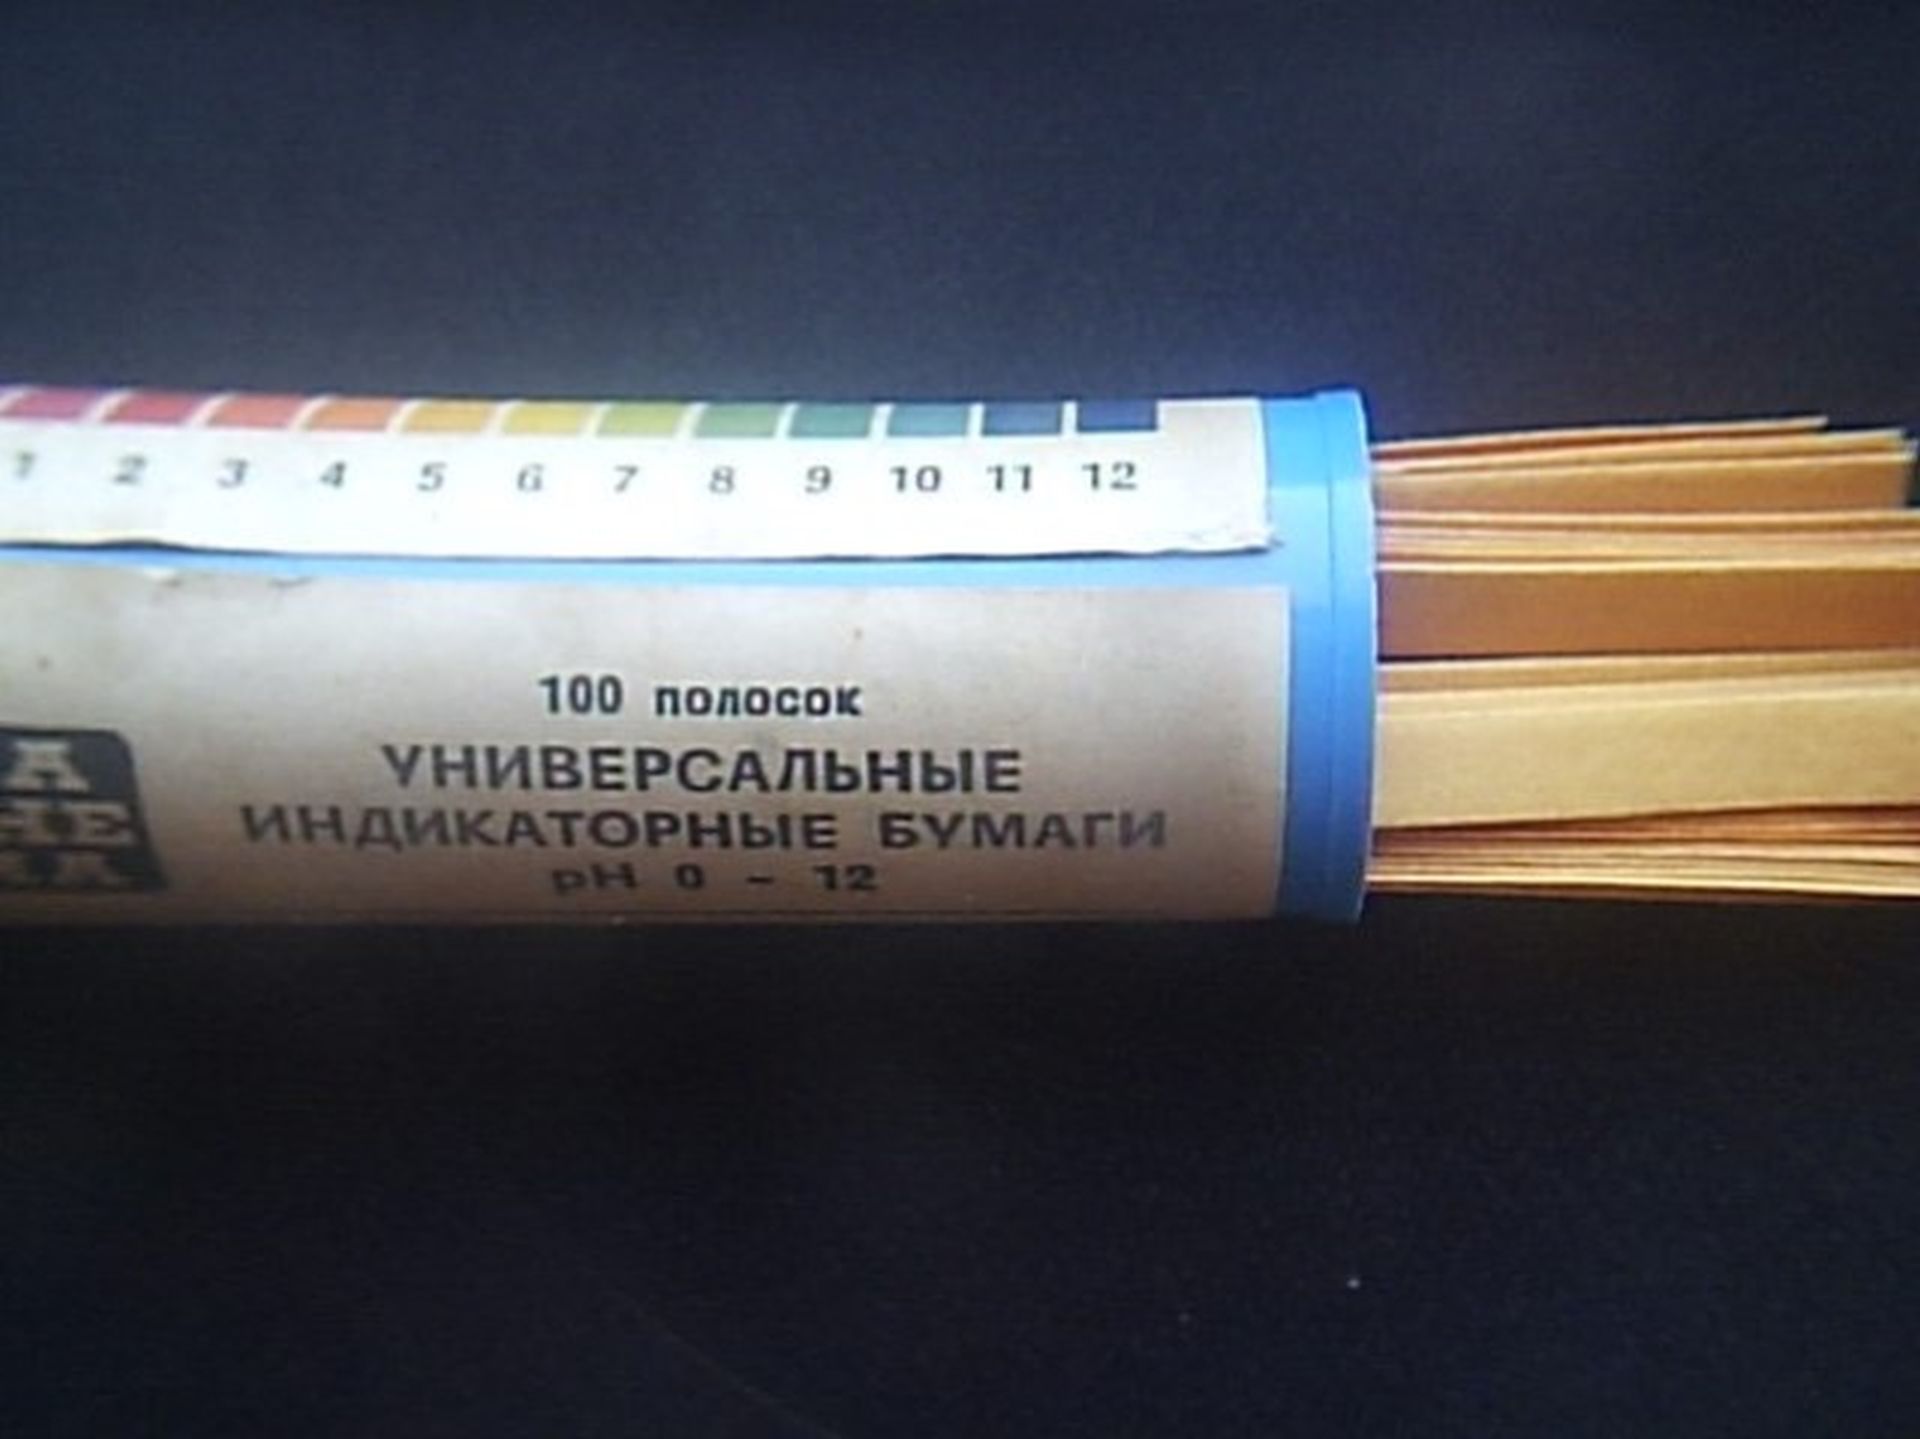 1 2 3 4 5 6 7 8 9 10 11 12
100 полосок
УНИВЕРСАЛЬНЫЕ
ИНДИКАТОРНЫЕ БУМАГИ
pH 0 – 12